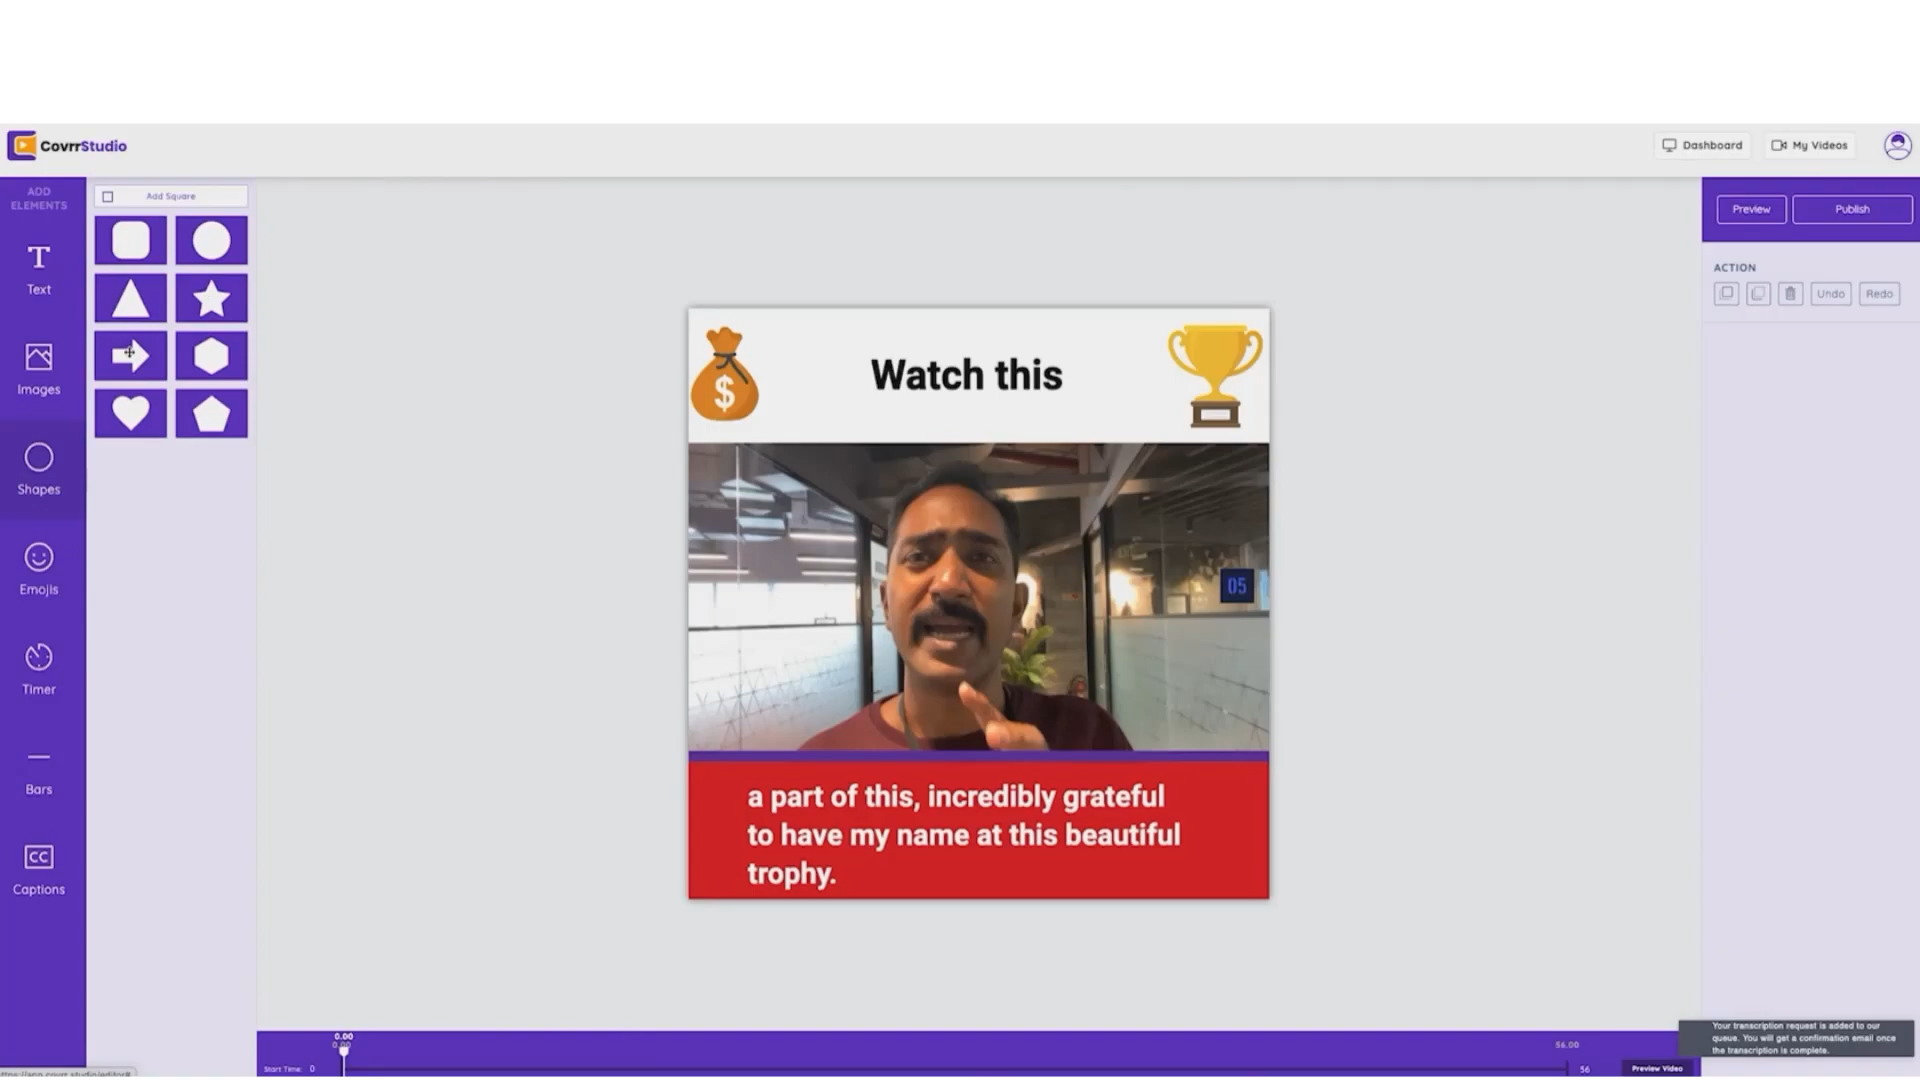 CovrrStudio
Dashboard
My Videos
ADD
ELEMENTS
Text
Images
Shapes
Emojis
Timer
Bars
Captions
Add Square
Watch this
$
05
a part of this, incredibly grateful
to have my name at this beautiful
trophy.
Preview
Publish
ACTION
Undo
Redo
0.00
Start Time: 0
56.00
56
Preview Video
Your transcription request is added to our
queue. You will get a confirmation email once
the transcription is complete.